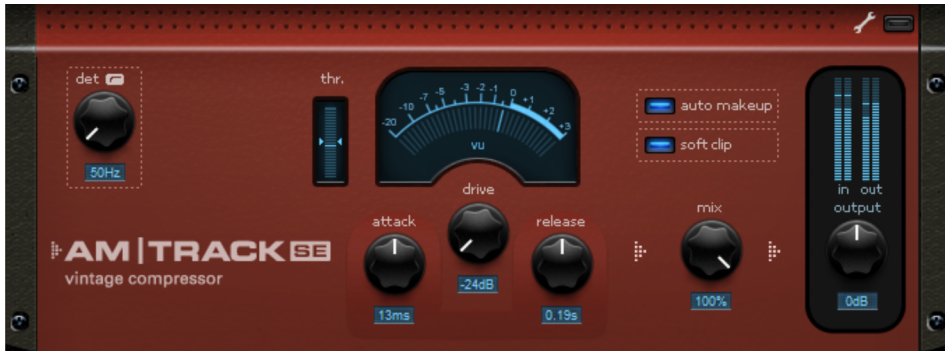 det
thr.
-20 -10 -7 -5 -3 -2 -1 0 +1 +2 +3
vu
auto makeup
soft clip
50Hz
in out
drive
mix
output
attack
release
AM|TRACK SE
vintage compressor
-24dB
100%
0dB
13ms
0.19s